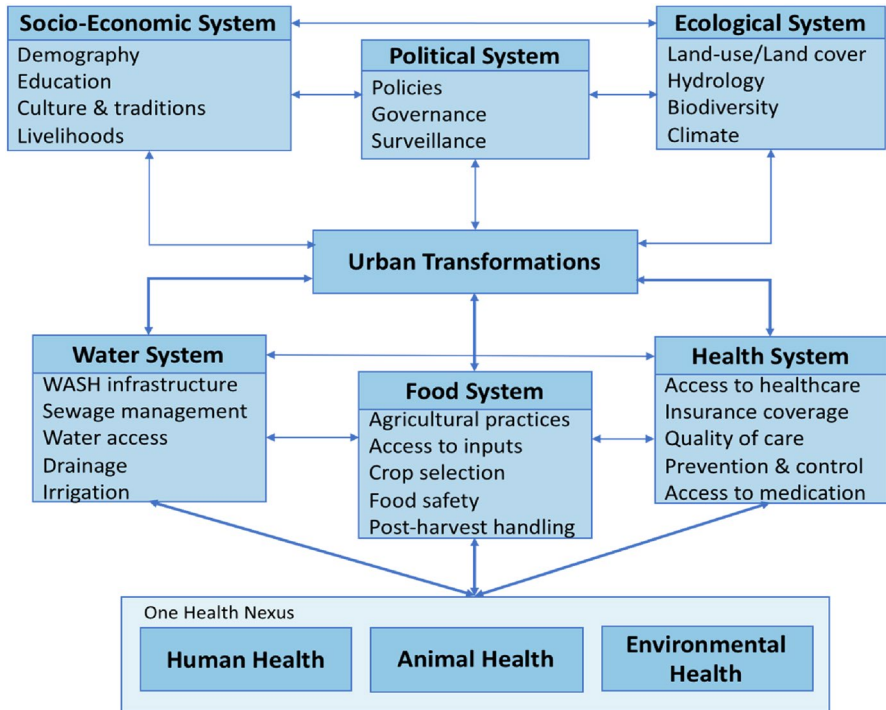 Socio-Economic System
Demography
Education
Culture & traditions
Livelihoods
Political System
Policies
Governance
Surveillance
Ecological System
Land-use/Land cover
Hydrology
Biodiversity
Climate
Urban Transformations
Water System
WASH infrastructure
Sewage management
Water access
Drainage
Irrigation
Food System
Agricultural practices
Access to inputs
Crop selection
Food safety
Post-harvest handling
Health System
Access to healthcare
Insurance coverage
Quality of care
Prevention & control
Access to medication
One Health Nexus
Human Health
Animal Health
Environmental
Health